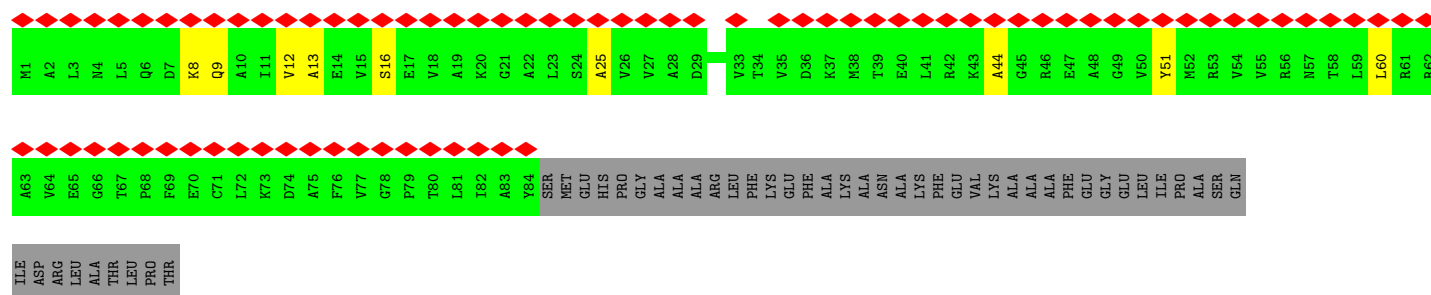 M1 A2 L3 N4 L5 Q6 D7 K8 Q9 A10 I11 V12 A13 E14 V15 S16 E17 V18 A19 K20 G21 A22 L23 S24 A25 V26 V27 A28 D29 V33 T34 V35 D36 K37 M38 T39 E40 L41 R42 K43 A44 G45 R46 E47 A48 G49 V50 Y51 M52 R53 V54 V55 R56 N57 T58 L59 L60 R61 R62
A63 V64 E65 G66 T67 P68 F69 E70 C71 L72 K73 D74 A75 F76 V77 G78 P79 T80 L81 I82 A83 Y84 SER MET GLU HIS PRO GLY ALA ALA ALA ARG LEU PHE LYS GLU PHE ALA LYS ALA ASN ALA LYS PHE GLU VAL LYS ALA ALA ALA PHE GLU GLY GLU LEU ILE PRO ALA SER GLN
ILE ASP ARG LEU ALA THR LEU PRO THR